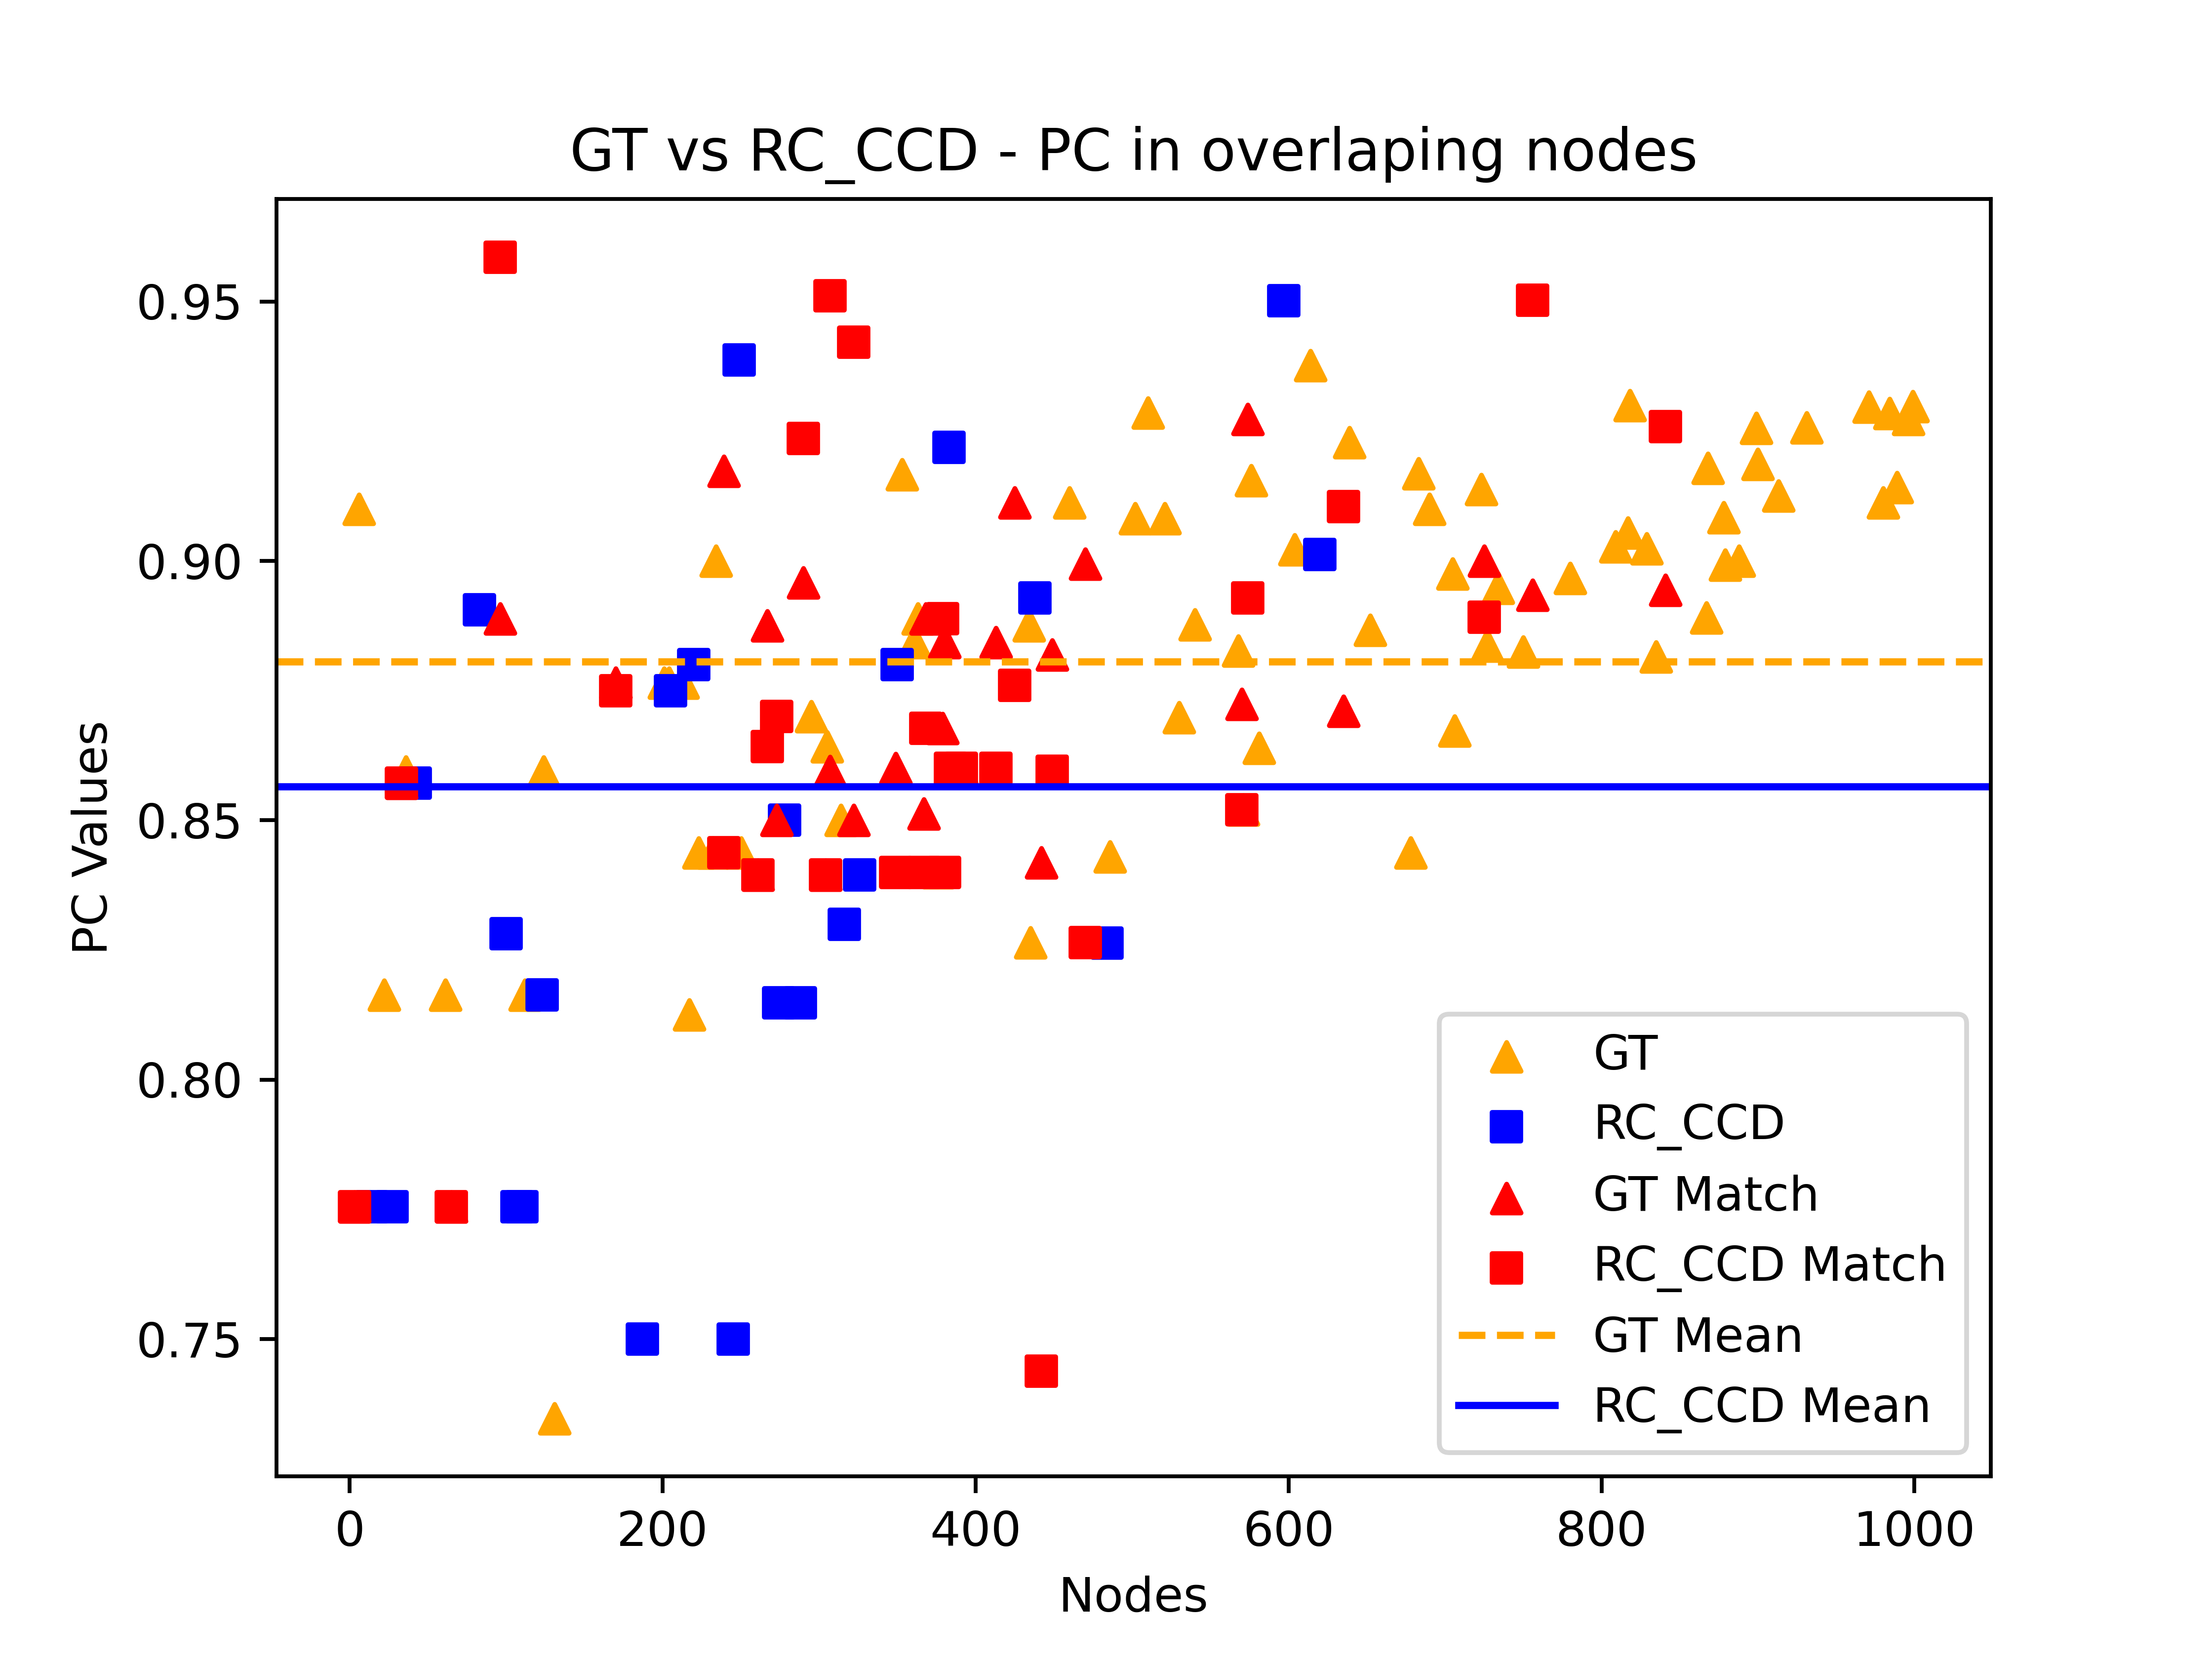 GT vs RC_CCD - PC in overlaping nodes
PC Values
0.95
0.90
0.85
0.80
0.75
0 200 400 600 800 1000
Nodes
GT
RC_CCD
GT Match
RC_CCD Match
GT Mean
RC_CCD Mean